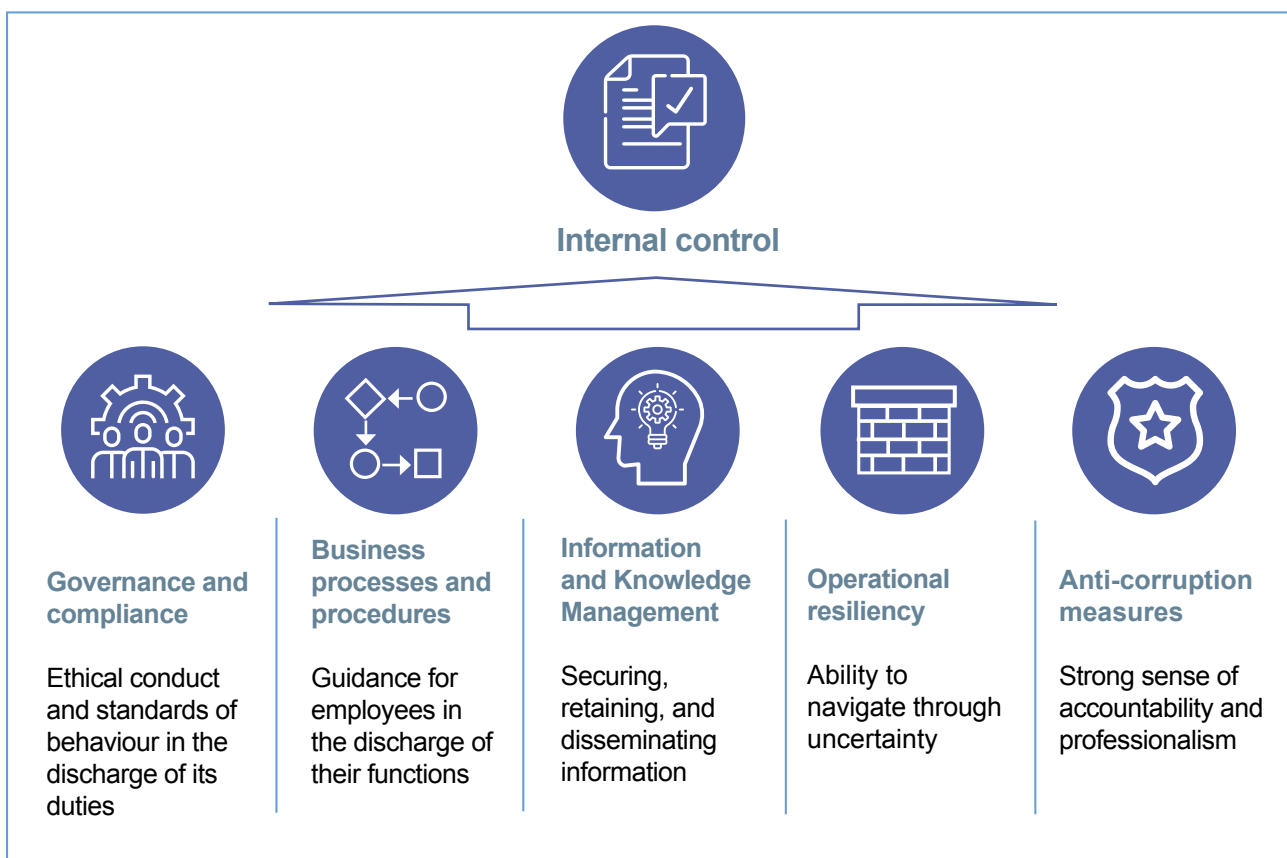 Internal control
Governance and
compliance
Ethical conduct
and standards of
behaviour in the
discharge of its
duties
Business
processes and
procedures
Guidance for
employees in
the discharge of
their functions
Information
and Knowledge
Management
Securing,
retaining, and
disseminating
information
Operational
resiliency
Ability to
navigate through
uncertainty
Anti-corruption
measures
Strong sense of
accountability and
professionalism